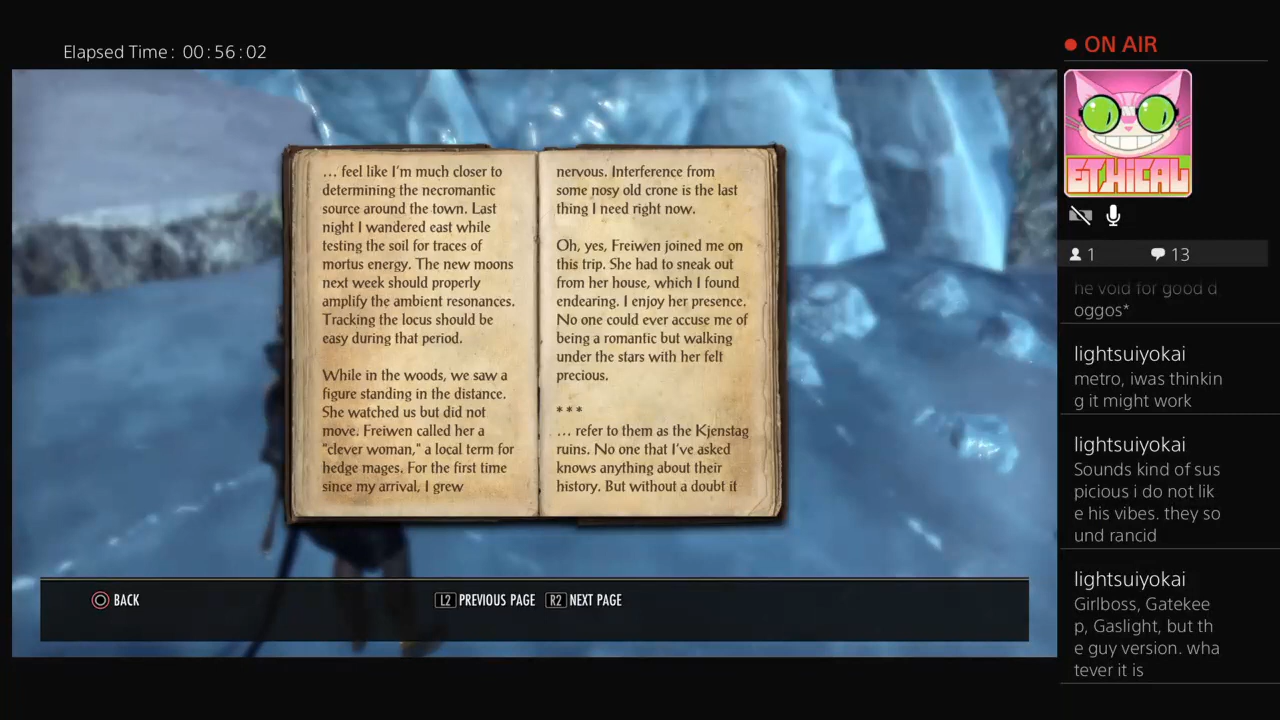 Elapsed Time: 00:56:02
ON AIR
ETHICAL
1
13
… feel like I'm much closer to
determining the necromantic
source around the town. Last
night I wandered east while
testing the soil for traces of
mortus energy. The new moons
next week should properly
amplify the ambient resonances.
Tracking the locus should be
easy during that period.
While in the woods, we saw a
figure standing in the distance.
She watched us but did not
move. Freiwen called her a
"clever woman," a local term for
hedge mages. For the first time
since my arrival, I grew
nervous. Interference from
some nosy old crone is the last
thing I need right now.
Oh, yes, Freiwen joined me on
this trip. She had to sneak out
from her house, which I found
endearing. I enjoy her presence.
No one could ever accuse me of
being a romantic but walking
under the stars with her felt
precious.
* * *
… refer to them as the Kjenstag
ruins. No one that I've asked
knows anything about their
history. But without a doubt it
BACK
L2 PREVIOUS PAGE R2 NEXT PAGE
he void for good d
oggos*
lightsuiyokai
metro, iwas thinkin
g it might work
lightsuiyokai
Sounds kind of sus
picious i do not lik
e his vibes. they so
und rancid
lightsuiyokai
Girlboss, Gatekee
p, Gaslight, but th
e guy version. wha
tever it is